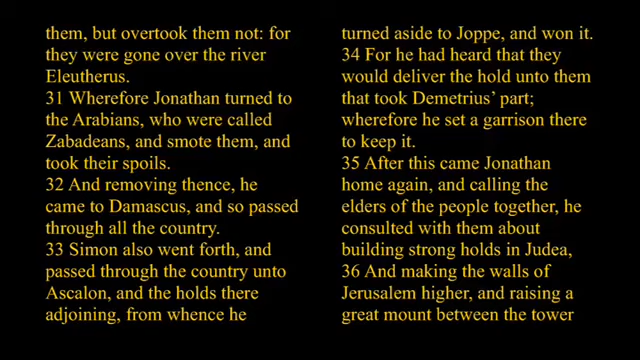 them, but overtook them not: for
they were gone over the river
Eleutherus.
31 Wherefore Jonathan turned to
the Arabians, who were called
Zabadeans, and smote them, and
took their spoils.
32 And removing thence, he
came to Damascus, and so passed
through all the country.
33 Simon also went forth, and
passed through the country unto
Ascalon, and the holds there
adjoining, from whence he
turned aside to Joppe, and won it.
34 For he had heard that they
would deliver the hold unto them
that took Demetrius’ part;
wherefore he set a garrison there
to keep it.
35 After this came Jonathan
home again, and calling the
elders of the people together, he
consulted with them about
building strong holds in Judea,
36 And making the walls of
Jerusalem higher, and raising a
great mount between the tower